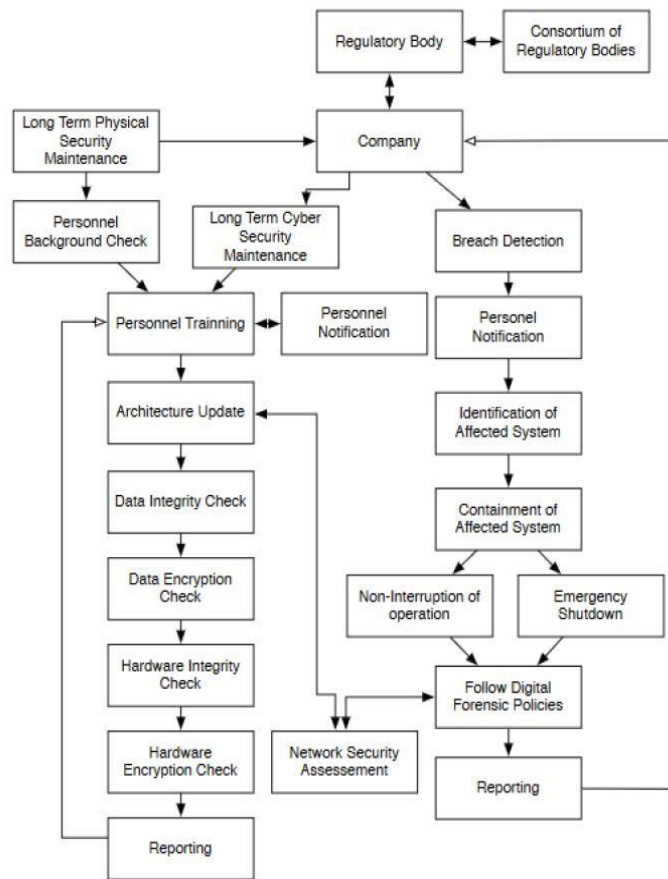 Regulatory Body
Consortium of
Regulatory Bodies
Long Term Physical
Security
Maintenance
Company
Personnel
Background Check
Long Term Cyber
Security
Maintenance
Breach Detection
Personnel Trainning
Personnel
Notification
Personel
Notification
Architecture Update
Identification of
Affected System
Data Integrity Check
Containment of
Affected System
Data Encryption
Check
Non-Interruption of
operation
Emergency
Shutdown
Hardware Integrity
Check
Follow Digital
Forensic Policies
Hardware
Encryption Check
Network Security
Assessement
Reporting
Reporting